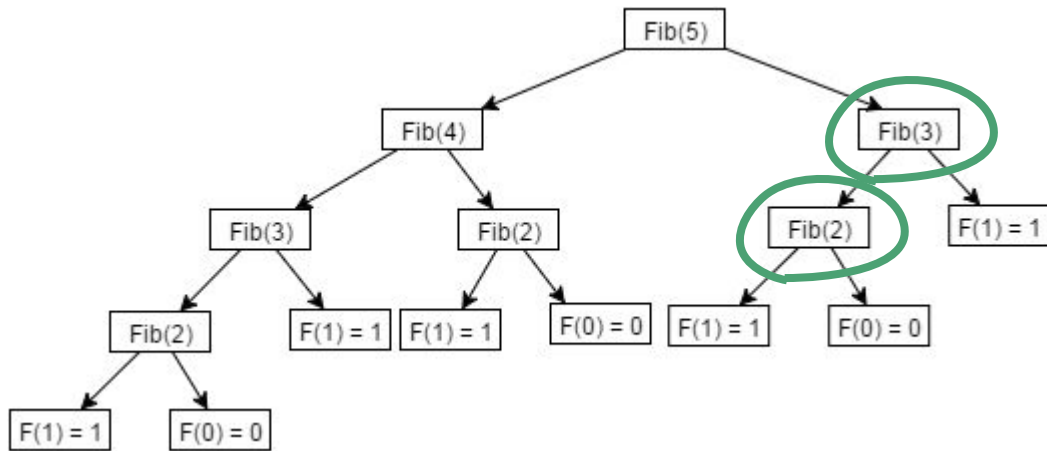 Fib(5)
Fib(4)
Fib(3)
Fib(3)
Fib(2)
Fib(2)
F(1) = 1
Fib(2)
F(1) = 1
F(1) = 1
F(0) = 0
F(1) = 1
F(0) = 0
F(1) = 1
F(0) = 0